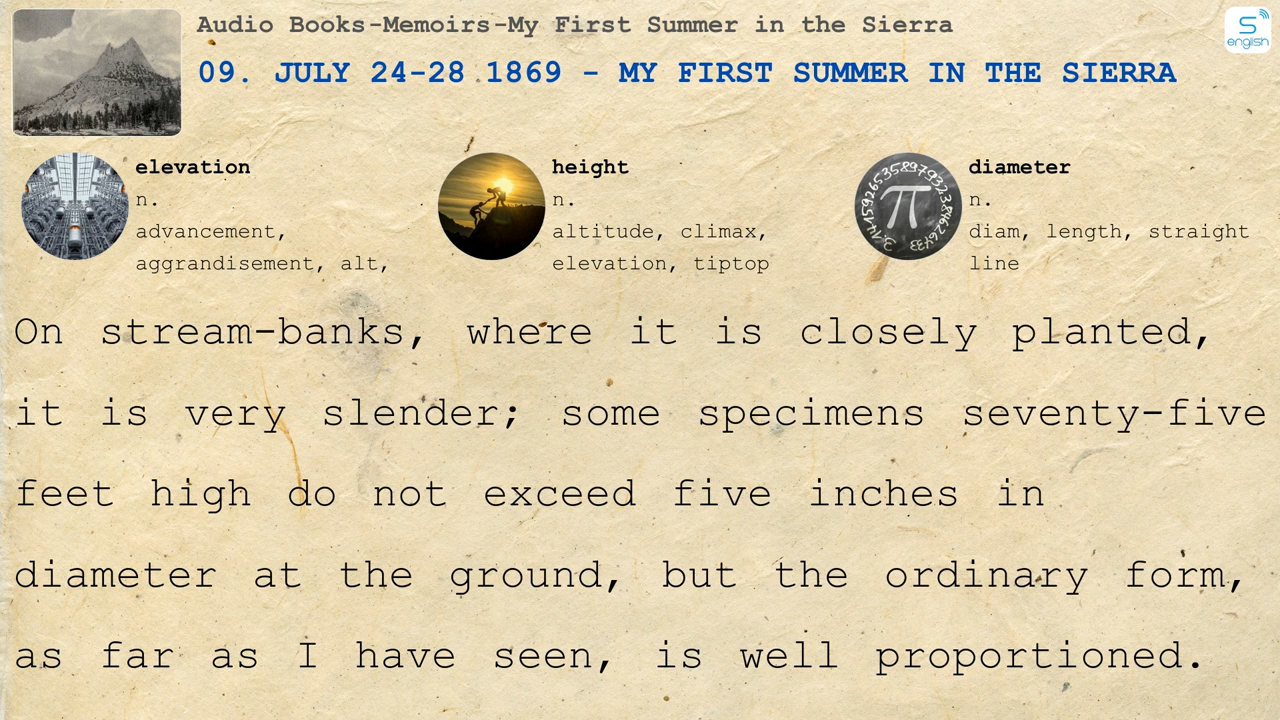 Audio Books-Memoirs-My First Summer in the Sierra
09. JULY 24-28 1869 - MY FIRST SUMMER IN THE SIERRA
S
english
elevation
n.
advancement,
aggrandisement, alt,
height
n.
altitude, climax,
elevation, tiptop
diameter
n.
diam, length, straight
line
On stream-banks, where it is closely planted,
it is very slender; some specimens seventy-five
feet high do not exceed five inches in
diameter at the ground, but the ordinary form,
as far as I have seen, is well proportioned.